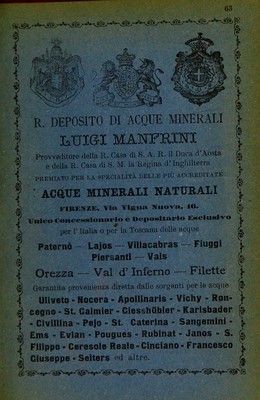 63
R. DEPOSITO DI ACQUE MINERALI
LUIGI MANFRINI
Provveditore della R. Casa di S. A. R. il Duca d'Aosta
e della R. Casa di S. M. la Regina d'Inghilterra
PREMIATO PER LA SPECIALITÀ DELLE PIÙ ACCREDITATE
ACQUE MINERALI NATURALI
FIRENZE, Via Vigna Nuova, 16.
Unico Concessionario e Depositario Esclusivo
per l'Italia o per la Toscana delle acque
Paternò — Lajos — Villacabras — Fiuggi
Piersanti — Vals
Orezza — Val d'Inferno — Filette
Garantita provenienza diretta dalle sorgenti per le acque
Uliveto - Nocera - Apollinaris - Vichy - Ron-
cegno - St. Galmier - Giesshübler - Karlsbader
- Civillina - Pejo - St. Caterina - Sangemini -
Ems - Evian - Pougues - Rubinat - Janos - S.
Filippo - Ceresole Reale - Cinciano - Francesco
Giuseppe - Selters ed altre.